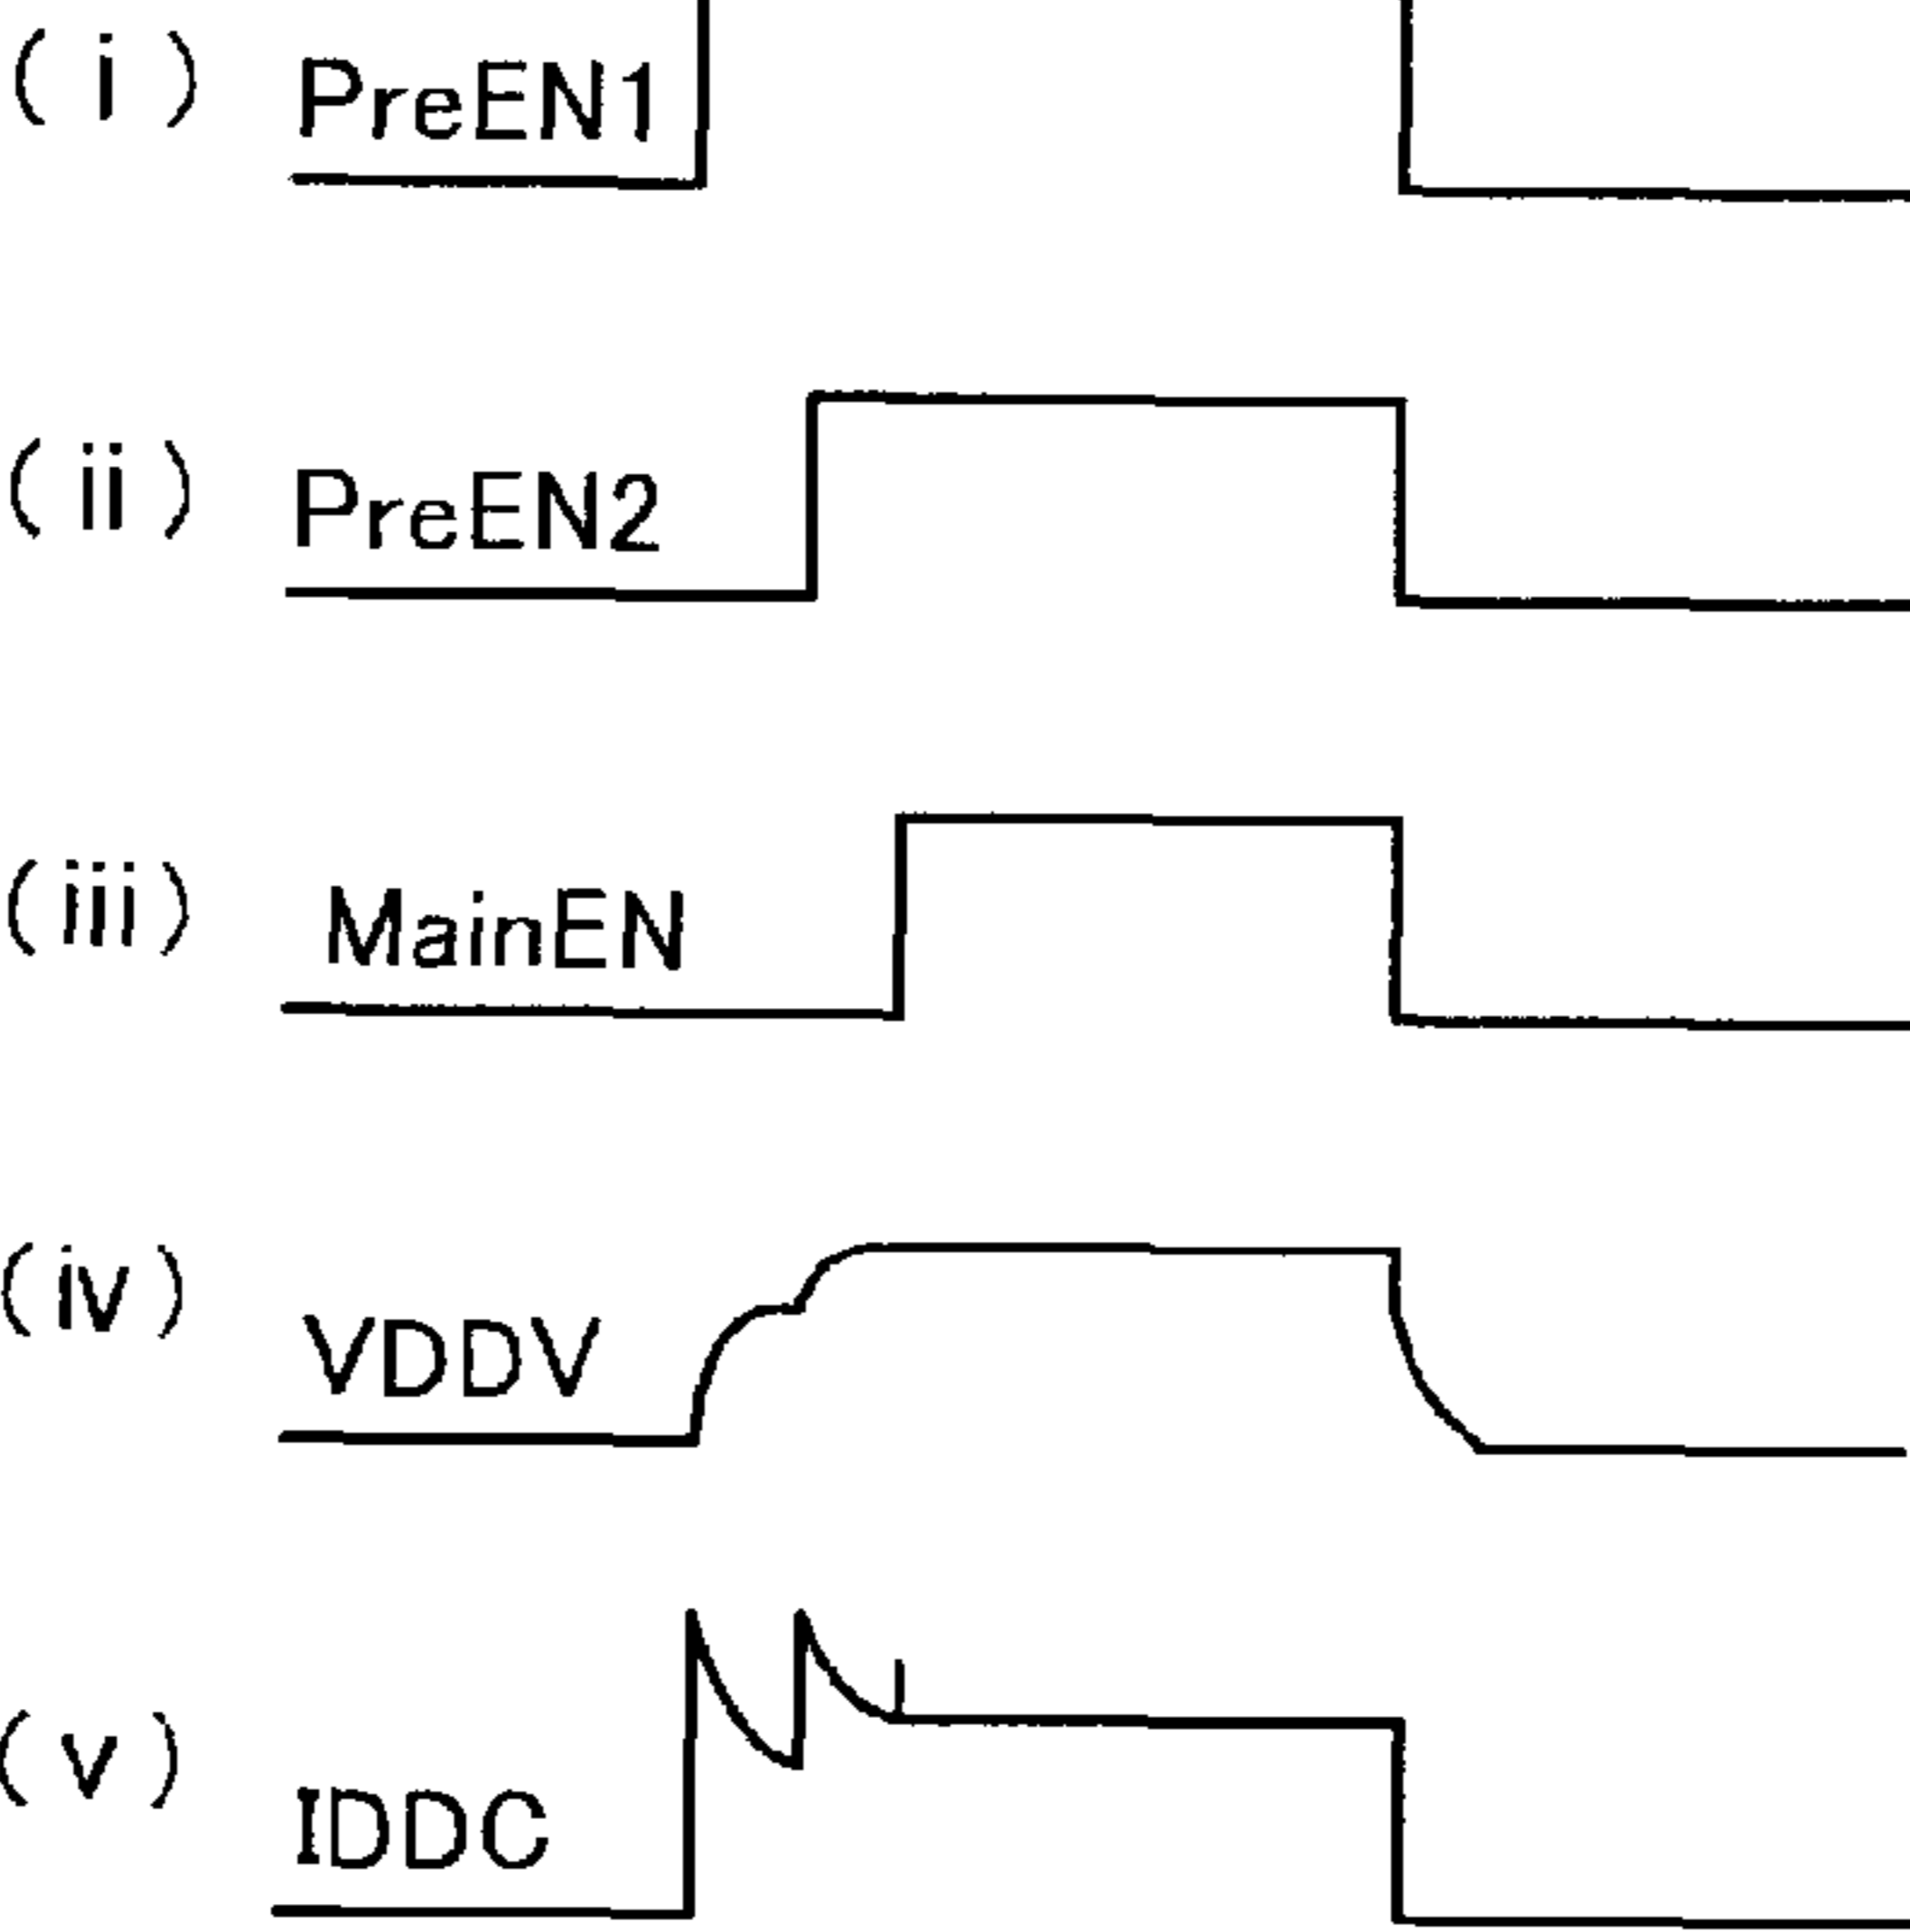 (i) PreEN1
(ii) PreEN2
(iii) MainEN
(iv) VDDV
(v) IDDC